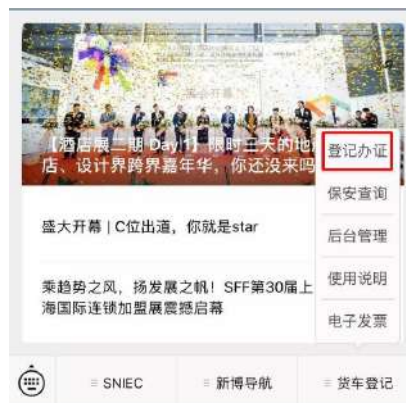 【酒店展二期 Day1】限时三天的地
店、设计界跨界嘉年华，你还没来吗
盛大开幕 | C位出道，你就是star
乘趋势之风，扬发展之帆！SFF第30届上
海国际连锁加盟展震撼启幕
登记办证
保安查询
后台管理
使用说明
电子发票
SNIEC
新博导航
货车登记